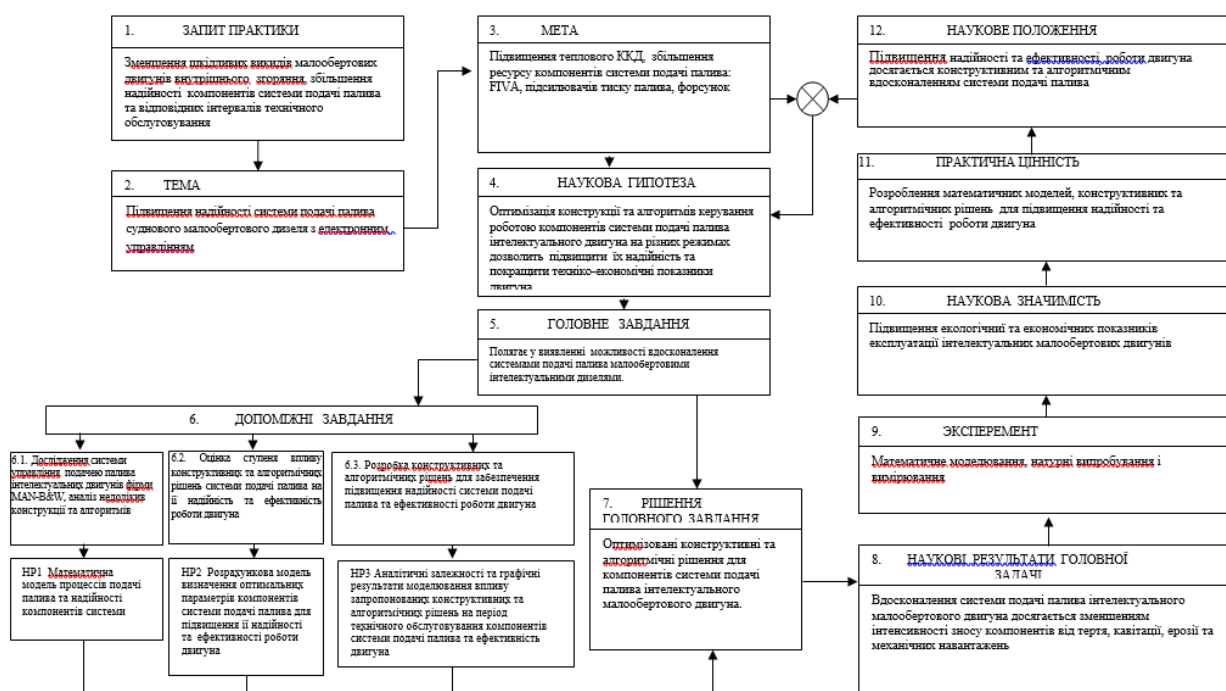 1. ЗАПИТ ПРАКТИКИ
Зменшення шкідливих викидів малообертових
двигунів внутрішнього згоряння, збільшення
надійності компонентів системи подачі палива
та відповідних інтервалів технічного
обслуговування
2. ТЕМА
Підвищення надійності системи подачі палива
суднового малообертового дизеля з електронним
управлінням
3. МЕТА
Підвищення теплового ККД, збільшення
ресурсу компонентів системи подачі палива:
FIVA, підсилювачів тиску палива, форсунок
4. НАУКОВА ГІПОТЕЗА
Оптимізація конструкції та алгоритмів керування
роботою компонентів системи подачі палива
інтелектуального двигуна на різних режимах
дозволить підвищити їх надійність та
покращити техніко-економічні показники
двигуна
5. ГОЛОВНЕ ЗАВДАННЯ
Полягає у виявленні можливості вдосконалення
системами подачі палива малообертовими
інтелектуальними дизелями.
6. ДОПОМІЖНІ ЗАВДАННЯ
6.1. Дослідження системи
управління подачею палива
інтелектуальних двигунів фірми
MAN-B&W, аналіз недоліків
конструкції та алгоритмів
6.2. Оцінка ступеня впливу
конструктивних та алгоритмічних
рішень системи подачі палива на
її надійність та ефективність
роботи двигуна
6.3. Розробка конструктивних та
алгоритмічних рішень для забезпечення
підвищення надійності системи подачі
палива та ефективності роботи двигуна
НР1 Математична
модель процессів подачі
палива та надійності
компонентів системи
НР2 Розрахункова модель
визначення оптимальних
параметрів компонентів
системи подачі палива для
підвищення її надійності
та ефективності роботи
двигуна
НР3 Аналітичні залежності та графічні
результати моделювання впливу
запропонованих конструктивних та
алгоритмічних рішень на період
технічного обслуговування компонентів
системи подачі палива та ефективність
двигуна
7. РІШЕННЯ
ГОЛОВНОГО ЗАВДАННЯ
Оптимізовані конструктивні та
алгоритмічні рішення для
компонентів системи подачі
палива інтелектуального
малообертового двигуна.
8. НАУКОВІ РЕЗУЛЬТАТИ ГОЛОВНОЇ
ЗАДАЧІ
Вдосконалення системи подачі палива інтелектуального
малообертового двигуна досягається зменшенням
інтенсивності зносу компонентів від тертя, кавітації, ерозії та
механічних навантажень
9. ЭКСПЕРЕМЕНТ
Математичне моделювання, натурні випробування і
вимірювання
10. НАУКОВА ЗНАЧИМІСТЬ
Підвищення екологічниї та економічних показників
експлуатації інтелектуальних малообертових двигунів
11. ПРАКТИЧНА ЦІННІСТЬ
Розроблення математичних моделей, конструктивних та
алгоритмічних рішень для підвищення надійності та
ефективності роботи двигуна
12. НАУКОВЕ ПОЛОЖЕННЯ
Підвищення надійності та ефективності роботи двигуна
досягається конструктивним та алгоритмічним
вдосконаленням системи подачі палива